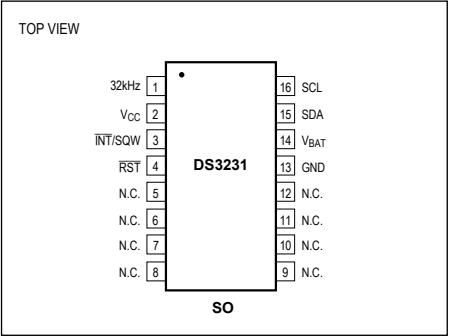 TOP VIEW
32kHz 1 16 SCL
VCC 2 15 SDA
INT/SQW 3 14 VBAT
RST 4 DS3231 13 GND
N.C. 5 12 N.C.
N.C. 6 11 N.C.
N.C. 7 10 N.C.
N.C. 8 9 N.C.
SO